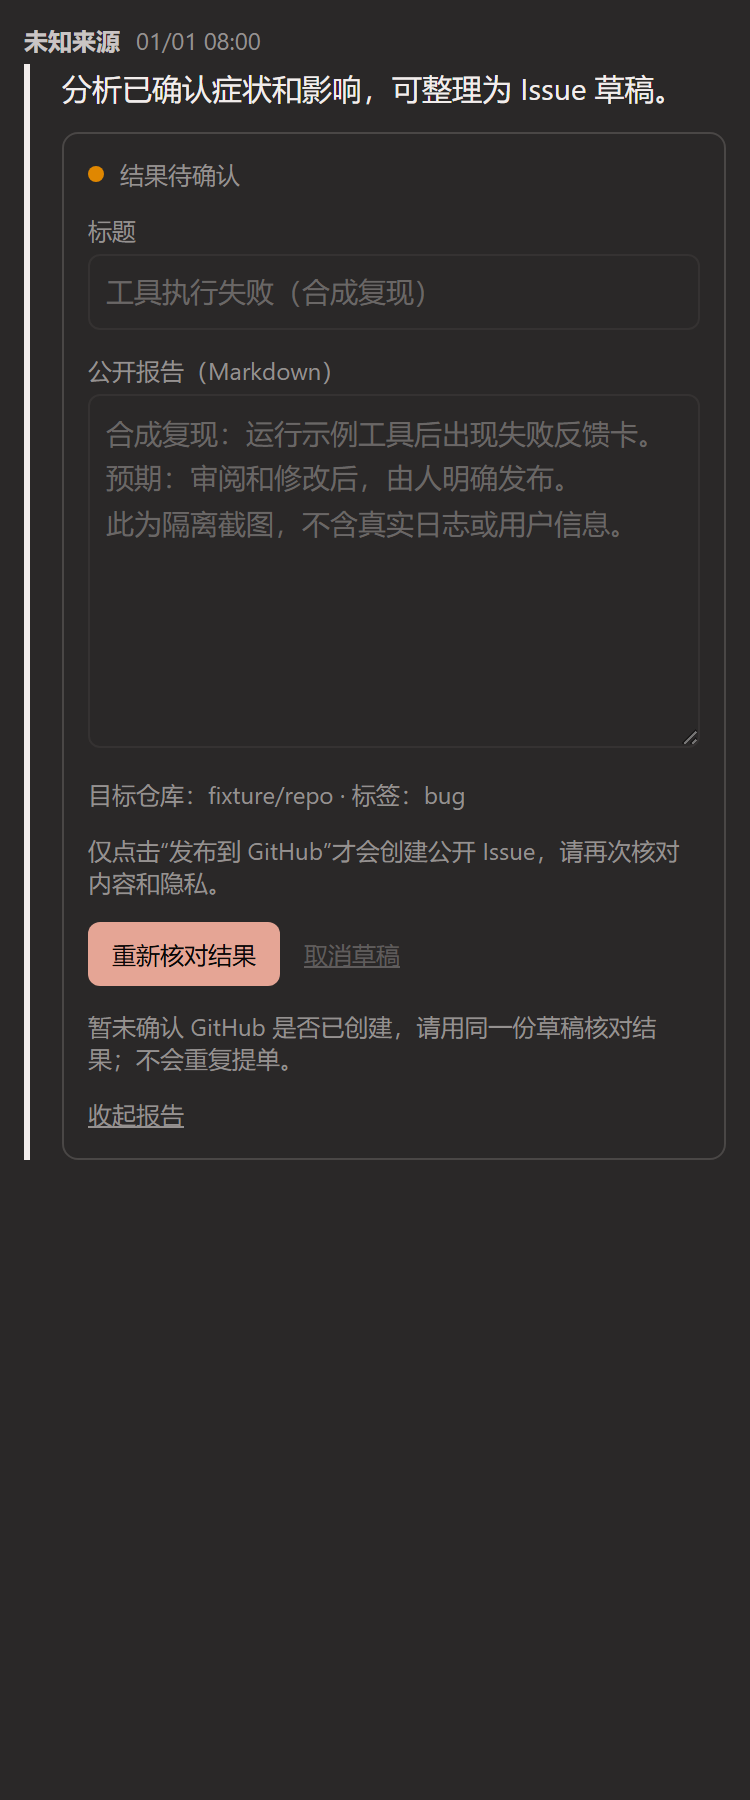 未知来源 01/01 08:00
分析已确认症状和影响，可整理为 Issue 草稿。
结果待确认
标题
工具执行失败（合成复现）
公开报告（Markdown）
合成复现：运行示例工具后出现失败反馈卡。
预期：审阅和修改后，由人明确发布。
此为隔离截图，不含真实日志或用户信息。
目标仓库：fixture/repo · 标签：bug
仅点击“发布到 GitHub”才会创建公开 Issue，请再次核对
内容和隐私。
重新核对结果 取消草稿
暂未确认 GitHub 是否已创建，请用同一份草稿核对结
果；不会重复提单。
收起报告